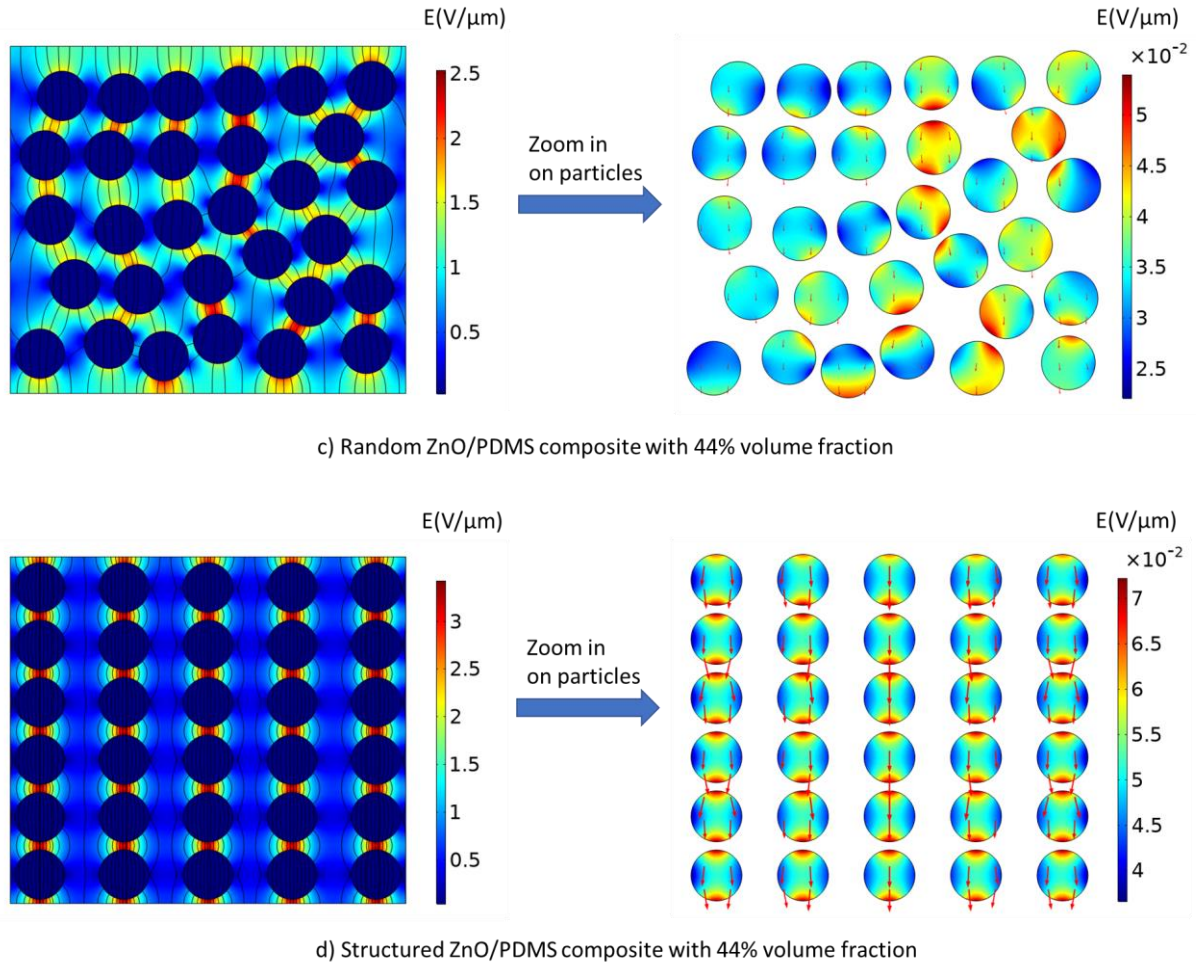 E(V/µm)
2.5
2
1.5
1
0.5
Zoom in
on particles
E(V/µm)
×10⁻²
5
4.5
4
3.5
3
2.5
c) Random ZnO/PDMS composite with 44% volume fraction
E(V/µm)
3
2.5
2
1.5
1
0.5
Zoom in
on particles
E(V/µm)
×10⁻²
7
6.5
6
5.5
5
4.5
4
d) Structured ZnO/PDMS composite with 44% volume fraction